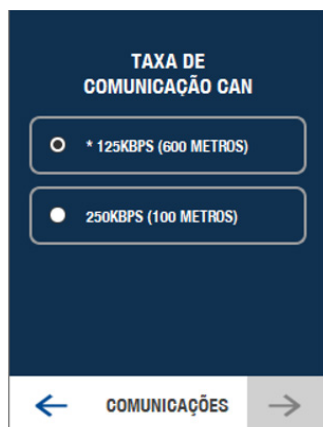 TAXA DE
COMUNICAÇÃO CAN
* 125KBPS (600 METROS)
250KBPS (100 METROS)
COMUNICAÇÕES